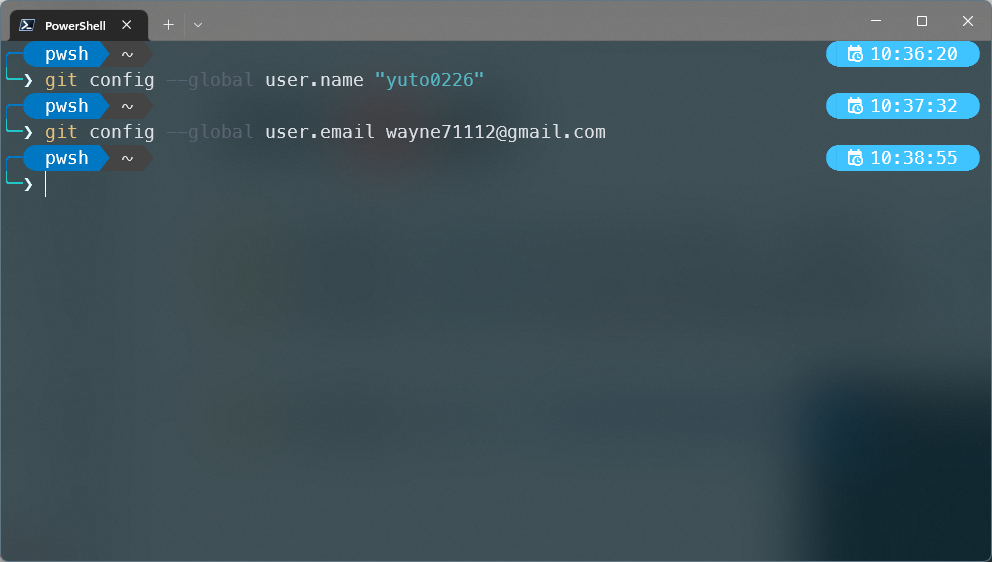 PowerShell
pwsh ~ 10:36:20
❯ git config --global user.name "yuto0226"
pwsh ~ 10:37:32
❯ git config --global user.email wayne71112@gmail.com
pwsh ~ 10:38:55
❯